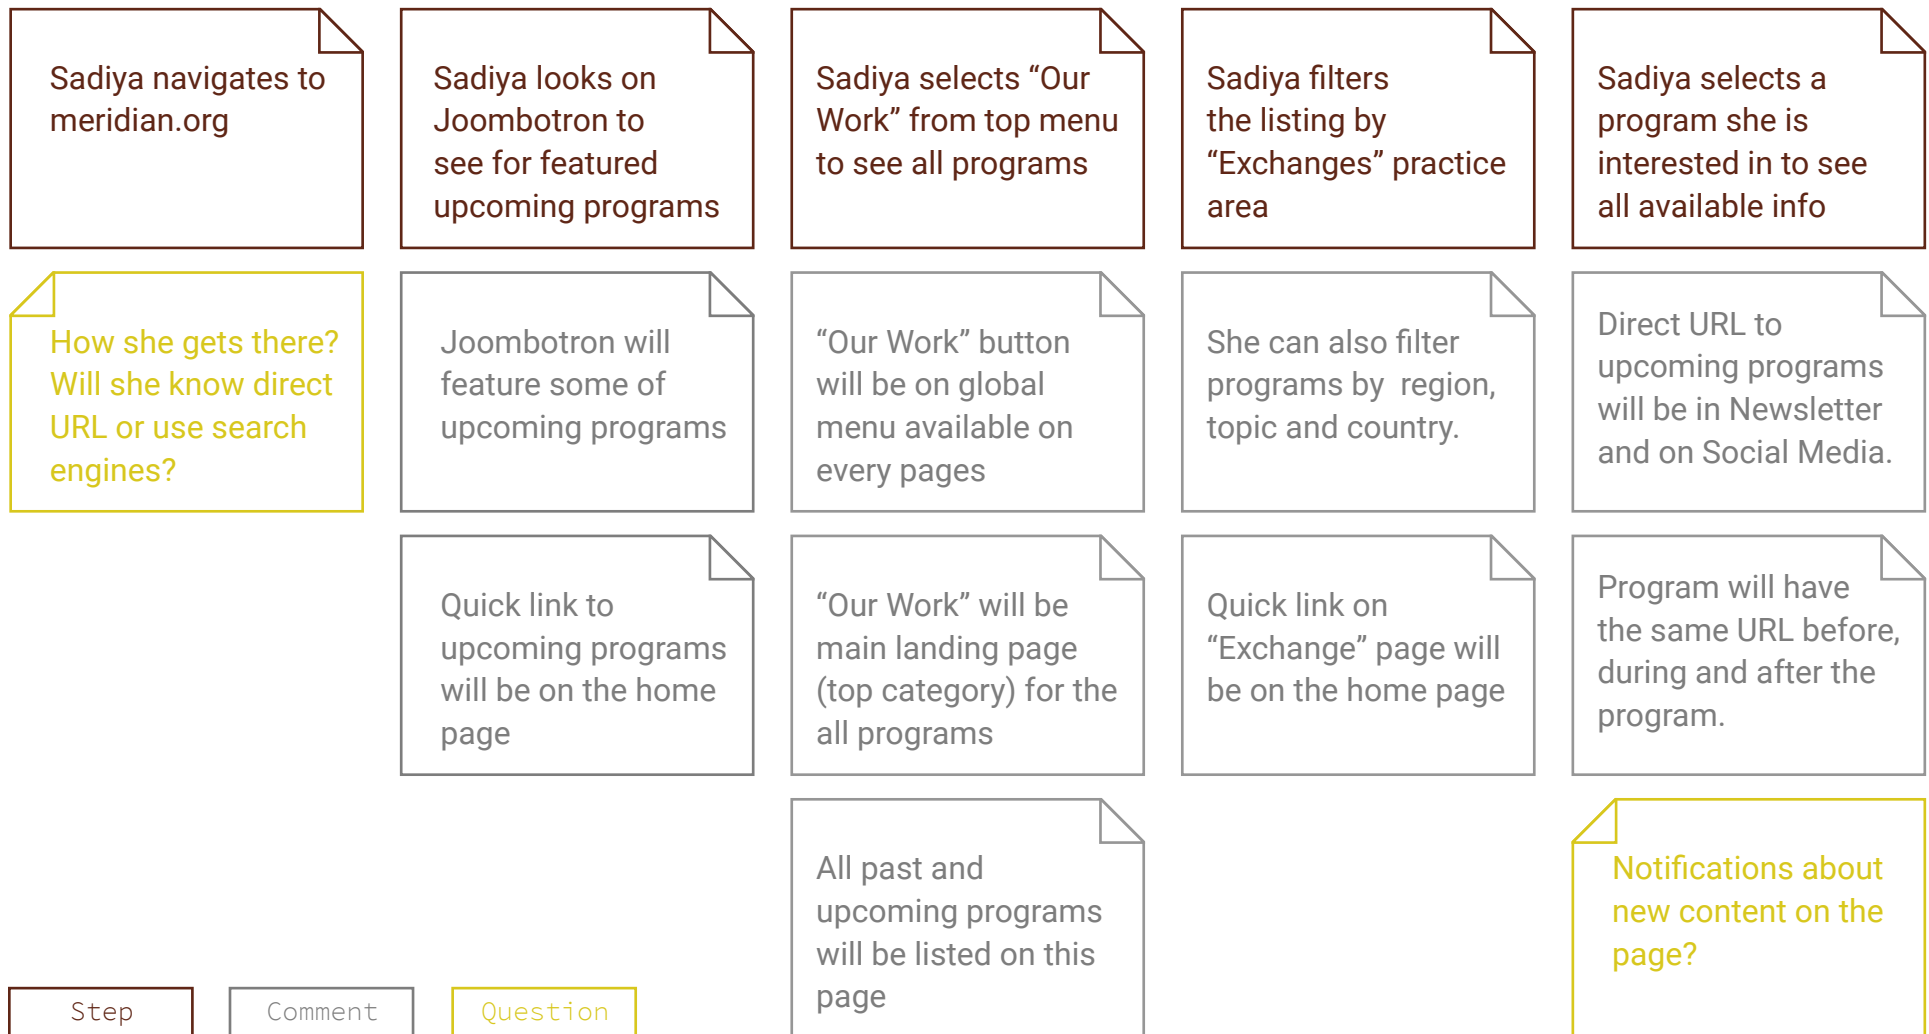 Sadiya navigates to
meridian.org
Sadiya looks on
Joombotron to
see for featured
upcoming programs
Sadiya selects “Our
Work” from top menu
to see all programs
Sadiya filters
the listing by
“Exchanges” practice
area
Sadiya selects a
program she is
interested in to see
all available info
How she gets there?
Will she know direct
URL or use search
engines?
Joombotron will
feature some of
upcoming programs
“Our Work” button
will be on global
menu available on
every pages
She can also filter
programs by region,
topic and country.
Direct URL to
upcoming programs
will be in Newsletter
and on Social Media.
Quick link to
upcoming programs
will be on the home
page
“Our Work” will be
main landing page
(top category) for the
all programs
Quick link on
“Exchange” page will
be on the home page
Program will have
the same URL before,
during and after the
program.
All past and
upcoming programs
will be listed on this
page
Notifications about
new content on the
page?
Step
Comment
Question